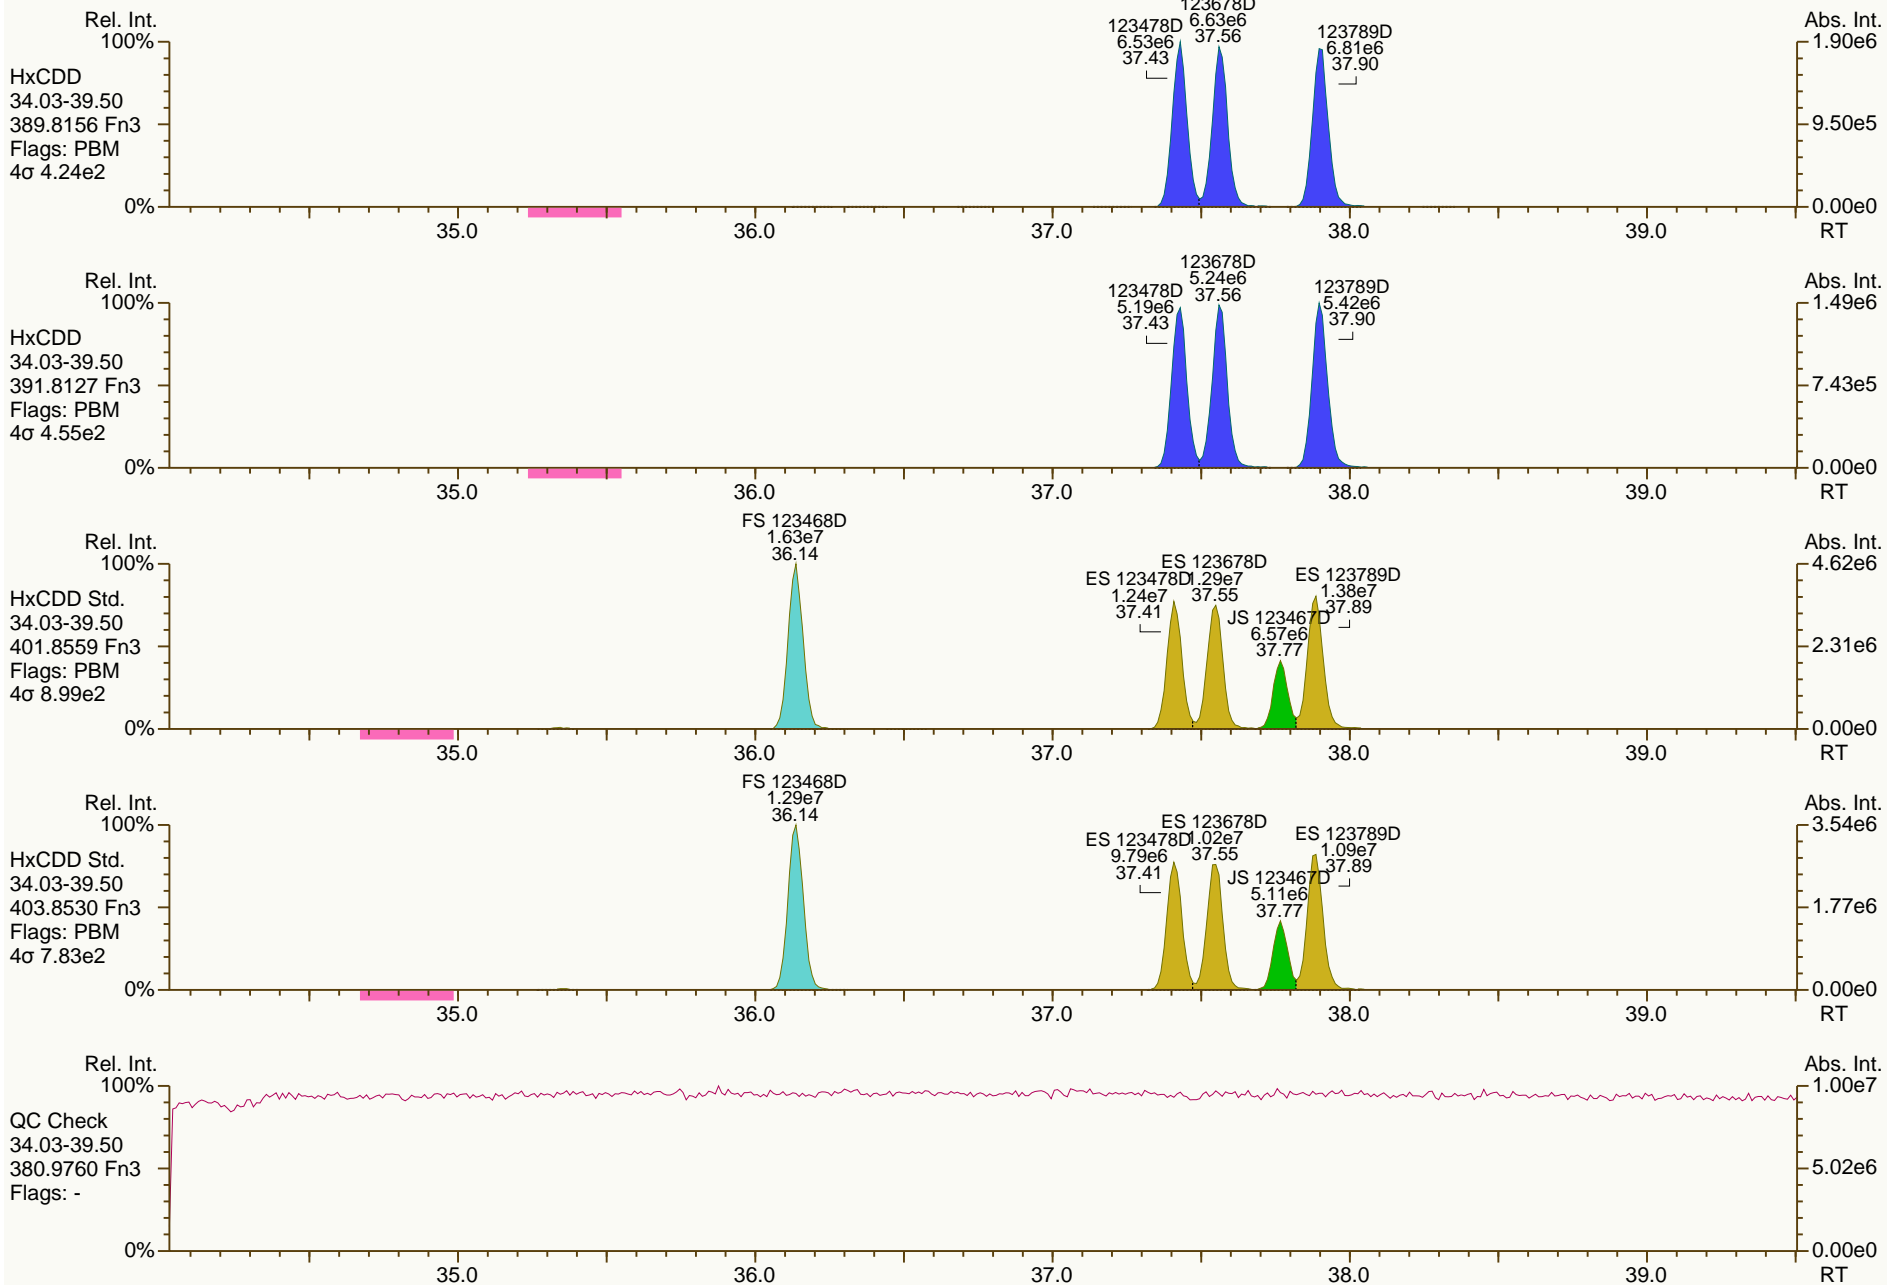 Rel. Int.
100%
0%
HxCDD
34.03-39.50
389.8156 Fn3
Flags: PBM
4σ 4.24e2
123478D
6.53e6
37.43
123678D
6.63e6
37.56
123789D
6.81e6
37.90
Abs. Int.
1.90e6
9.50e5
0.00e0
35.0 36.0 37.0 38.0 39.0 RT
Rel. Int.
100%
0%
HxCDD
34.03-39.50
391.8127 Fn3
Flags: PBM
4σ 4.55e2
123478D
5.19e6
37.43
123678D
5.24e6
37.56
123789D
5.42e6
37.90
Abs. Int.
1.49e6
7.43e5
0.00e0
35.0 36.0 37.0 38.0 39.0 RT
Rel. Int.
100%
0%
HxCDD Std.
34.03-39.50
401.8559 Fn3
Flags: PBM
4σ 8.99e2
FS 123468D
1.63e7
36.14
ES 123478D
1.24e7
37.41
ES 123678D
1.29e7
37.55
JS 123467D
6.57e6
37.77
ES 123789D
1.38e7
37.89
Abs. Int.
4.62e6
2.31e6
0.00e0
35.0 36.0 37.0 38.0 39.0 RT
Rel. Int.
100%
0%
HxCDD Std.
34.03-39.50
403.8530 Fn3
Flags: PBM
4σ 7.83e2
FS 123468D
1.29e7
36.14
ES 123478D
9.79e6
37.41
ES 123678D
1.02e7
37.55
JS 123467D
5.11e6
37.77
ES 123789D
1.09e7
37.89
Abs. Int.
3.54e6
1.77e6
0.00e0
35.0 36.0 37.0 38.0 39.0 RT
Rel. Int.
100%
0%
QC Check
34.03-39.50
380.9760 Fn3
Flags: -
Abs. Int.
1.00e7
5.02e6
0.00e0
35.0 36.0 37.0 38.0 39.0 RT